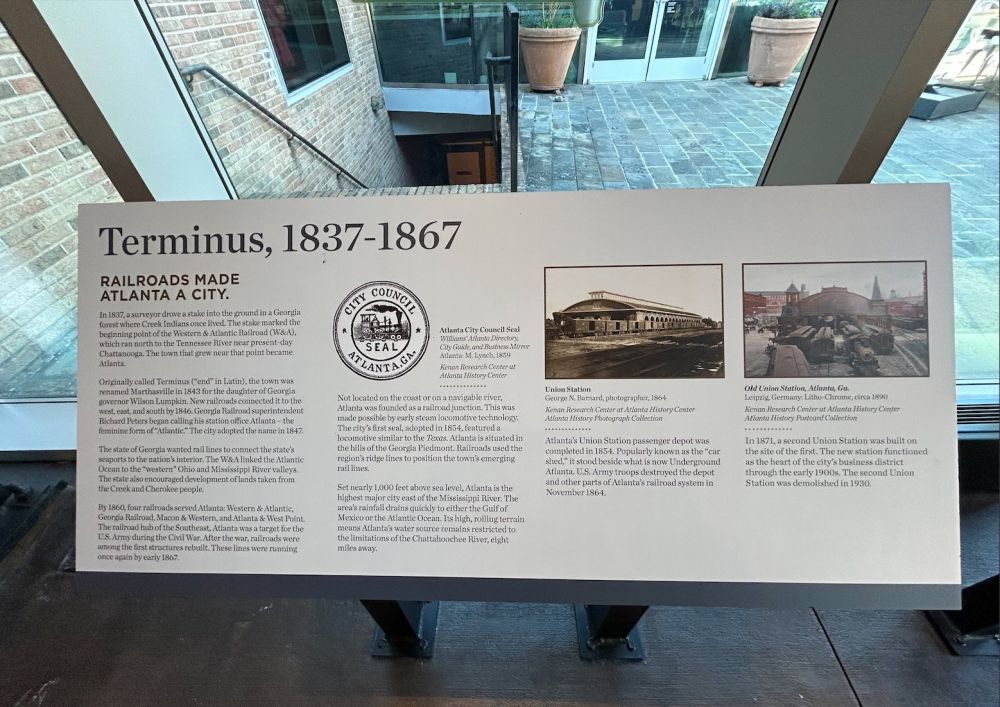 Terminus, 1837-1867
RAILROADS MADE
ATLANTA A CITY.
In 1837, a surveyor drove a stake into the ground in a Georgia
forest where Creek Indians once lived. The stake marked the
beginning point of the Western & Atlantic Railroad (W&A),
which ran north to the Tennessee River near present-day
Chattanooga. The town that grew near that point became
Atlanta.
Originally called Terminus ("end" in Latin), the town was
renamed Marthasville in 1843 for the daughter of Georgia
governor Wilson Lumpkin. New railroads connected it to the
west, east, and south by 1846. Georgia Railroad superintendent
Richard Peters began calling his station office Atlanta – the
feminine form of "Atlantic." The city adopted the name in 1847.
The state of Georgia wanted rail lines to connect the state's
seaports to the nation's interior. The W&A linked the Atlantic
Ocean to the "western" Ohio and Mississippi River valleys.
The state also encouraged development of lands taken from
the Creek and Cherokee people.
By 1860, four railroads served Atlanta: Western & Atlantic,
Georgia Railroad, Macon & Western, and Atlanta & West Point.
The railroad hub of the Southeast, Atlanta was a target for the
U.S. Army during the Civil War. After the war, railroads were
among the first structures rebuilt. These lines were running
once again by early 1867.
CITY COUNCIL
SEAL
ATLANTA, GA.
Atlanta City Council Seal
Williams' Atlanta Directory,
City Guide, and Business Mirror
Atlanta: M. Lynch, 1859
Kenan Research Center at
Atlanta History Center
Not located on the coast or on a navigable river,
Atlanta was founded as a railroad junction. This was
made possible by early steam locomotive technology.
The city's first seal, adopted in 1854, featured a
locomotive similar to the Texas. Atlanta is situated in
the hills of the Georgia Piedmont. Railroads used the
region's ridge lines to position the town's emerging
rail lines.
Set nearly 1,000 feet above sea level, Atlanta is the
highest major city east of the Mississippi River. The
area's rainfall drains quickly to either the Gulf of
Mexico or the Atlantic Ocean. Its high, rolling terrain
means Atlanta's water source remains restricted to
the limitations of the Chattahoochee River, eight
miles away.
Union Station
George N. Barnard, photographer, 1864
Kenan Research Center at Atlanta History Center
Atlanta History Photograph Collection
Atlanta's Union Station passenger depot was
completed in 1854. Popularly known as the "car
shed," it stood beside what is now Underground
Atlanta. U.S. Army troops destroyed the depot
and other parts of Atlanta's railroad system in
November 1864.
Old Union Station, Atlanta, Ga.
Leipzig, Germany: Litho-Chrome, circa 1890
Kenan Research Center at Atlanta History Center
Atlanta History Postcard Collection
In 1871, a second Union Station was built on
the site of the first. The new station functioned
as the heart of the city's business district
through the early 1900s. The second Union
Station was demolished in 1930.